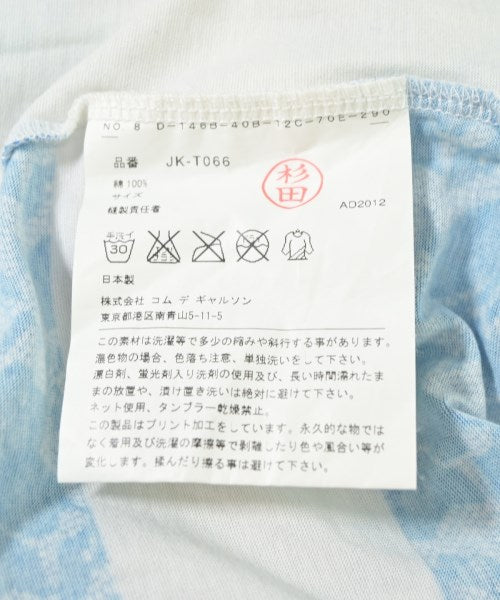 NO. 8 D-146B-40B-12C-70E-290
品番 JK-T066
綿100%
サイズ
縫製責任者
杉田
AD2012
手洗イ
30
日本製
株式会社 コム デ ギャルソン
東京都港区南青山5-11-5
この素材は洗濯等で多少の縮みや斜行する事があります。
濃色物の場合、色落ち注意、単独洗いをして下さい。
漂白剤、蛍光剤入り洗剤の使用及び、長い時間濡れたま
まの放置や、漬け置き洗いは絶対に避けて下さい。
ネット使用、タンブラー乾燥禁止。
この製品はプリント加工をしています。永久的な物では
なく着用及び洗濯の摩擦等で剥離したり色や風合い等が
変化します。揉んだり擦る事は避けて下さい。